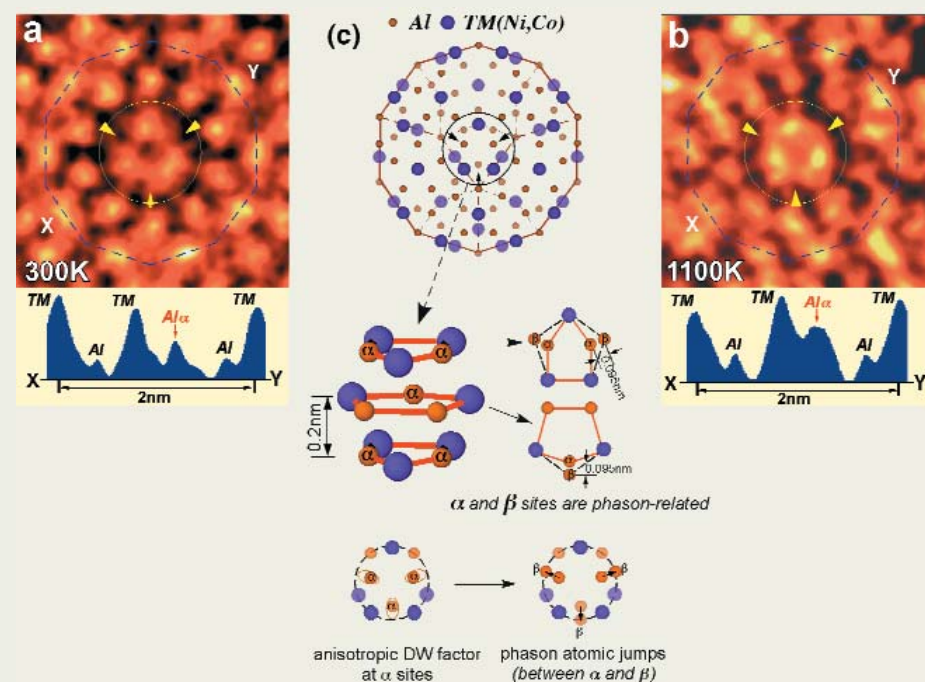 a
Y
X
300K
TM
TM
TM
Al
Alα
Al
X
Y
2nm
(c)
Al TM(Ni,Co)
α
α
α
0.2nm
α
α
β
α
α
β
0.095nm
α
β
0.095nm
α and β sites are phason-related
α
α
α
β
β
β
anisotropic DW factor
at α sites
phason atomic jumps
(between α and β)
b
Y
X
1100K
TM
TM
TM
Al
Alα
Al
X
Y
2nm